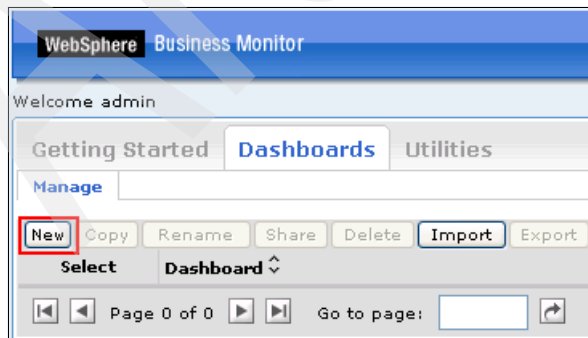 WebSphere Business Monitor
Welcome admin
Getting Started Dashboards Utilities
Manage
New Copy Rename Share Delete Import Export
Select Dashboard
Page 0 of 0 Go to page: